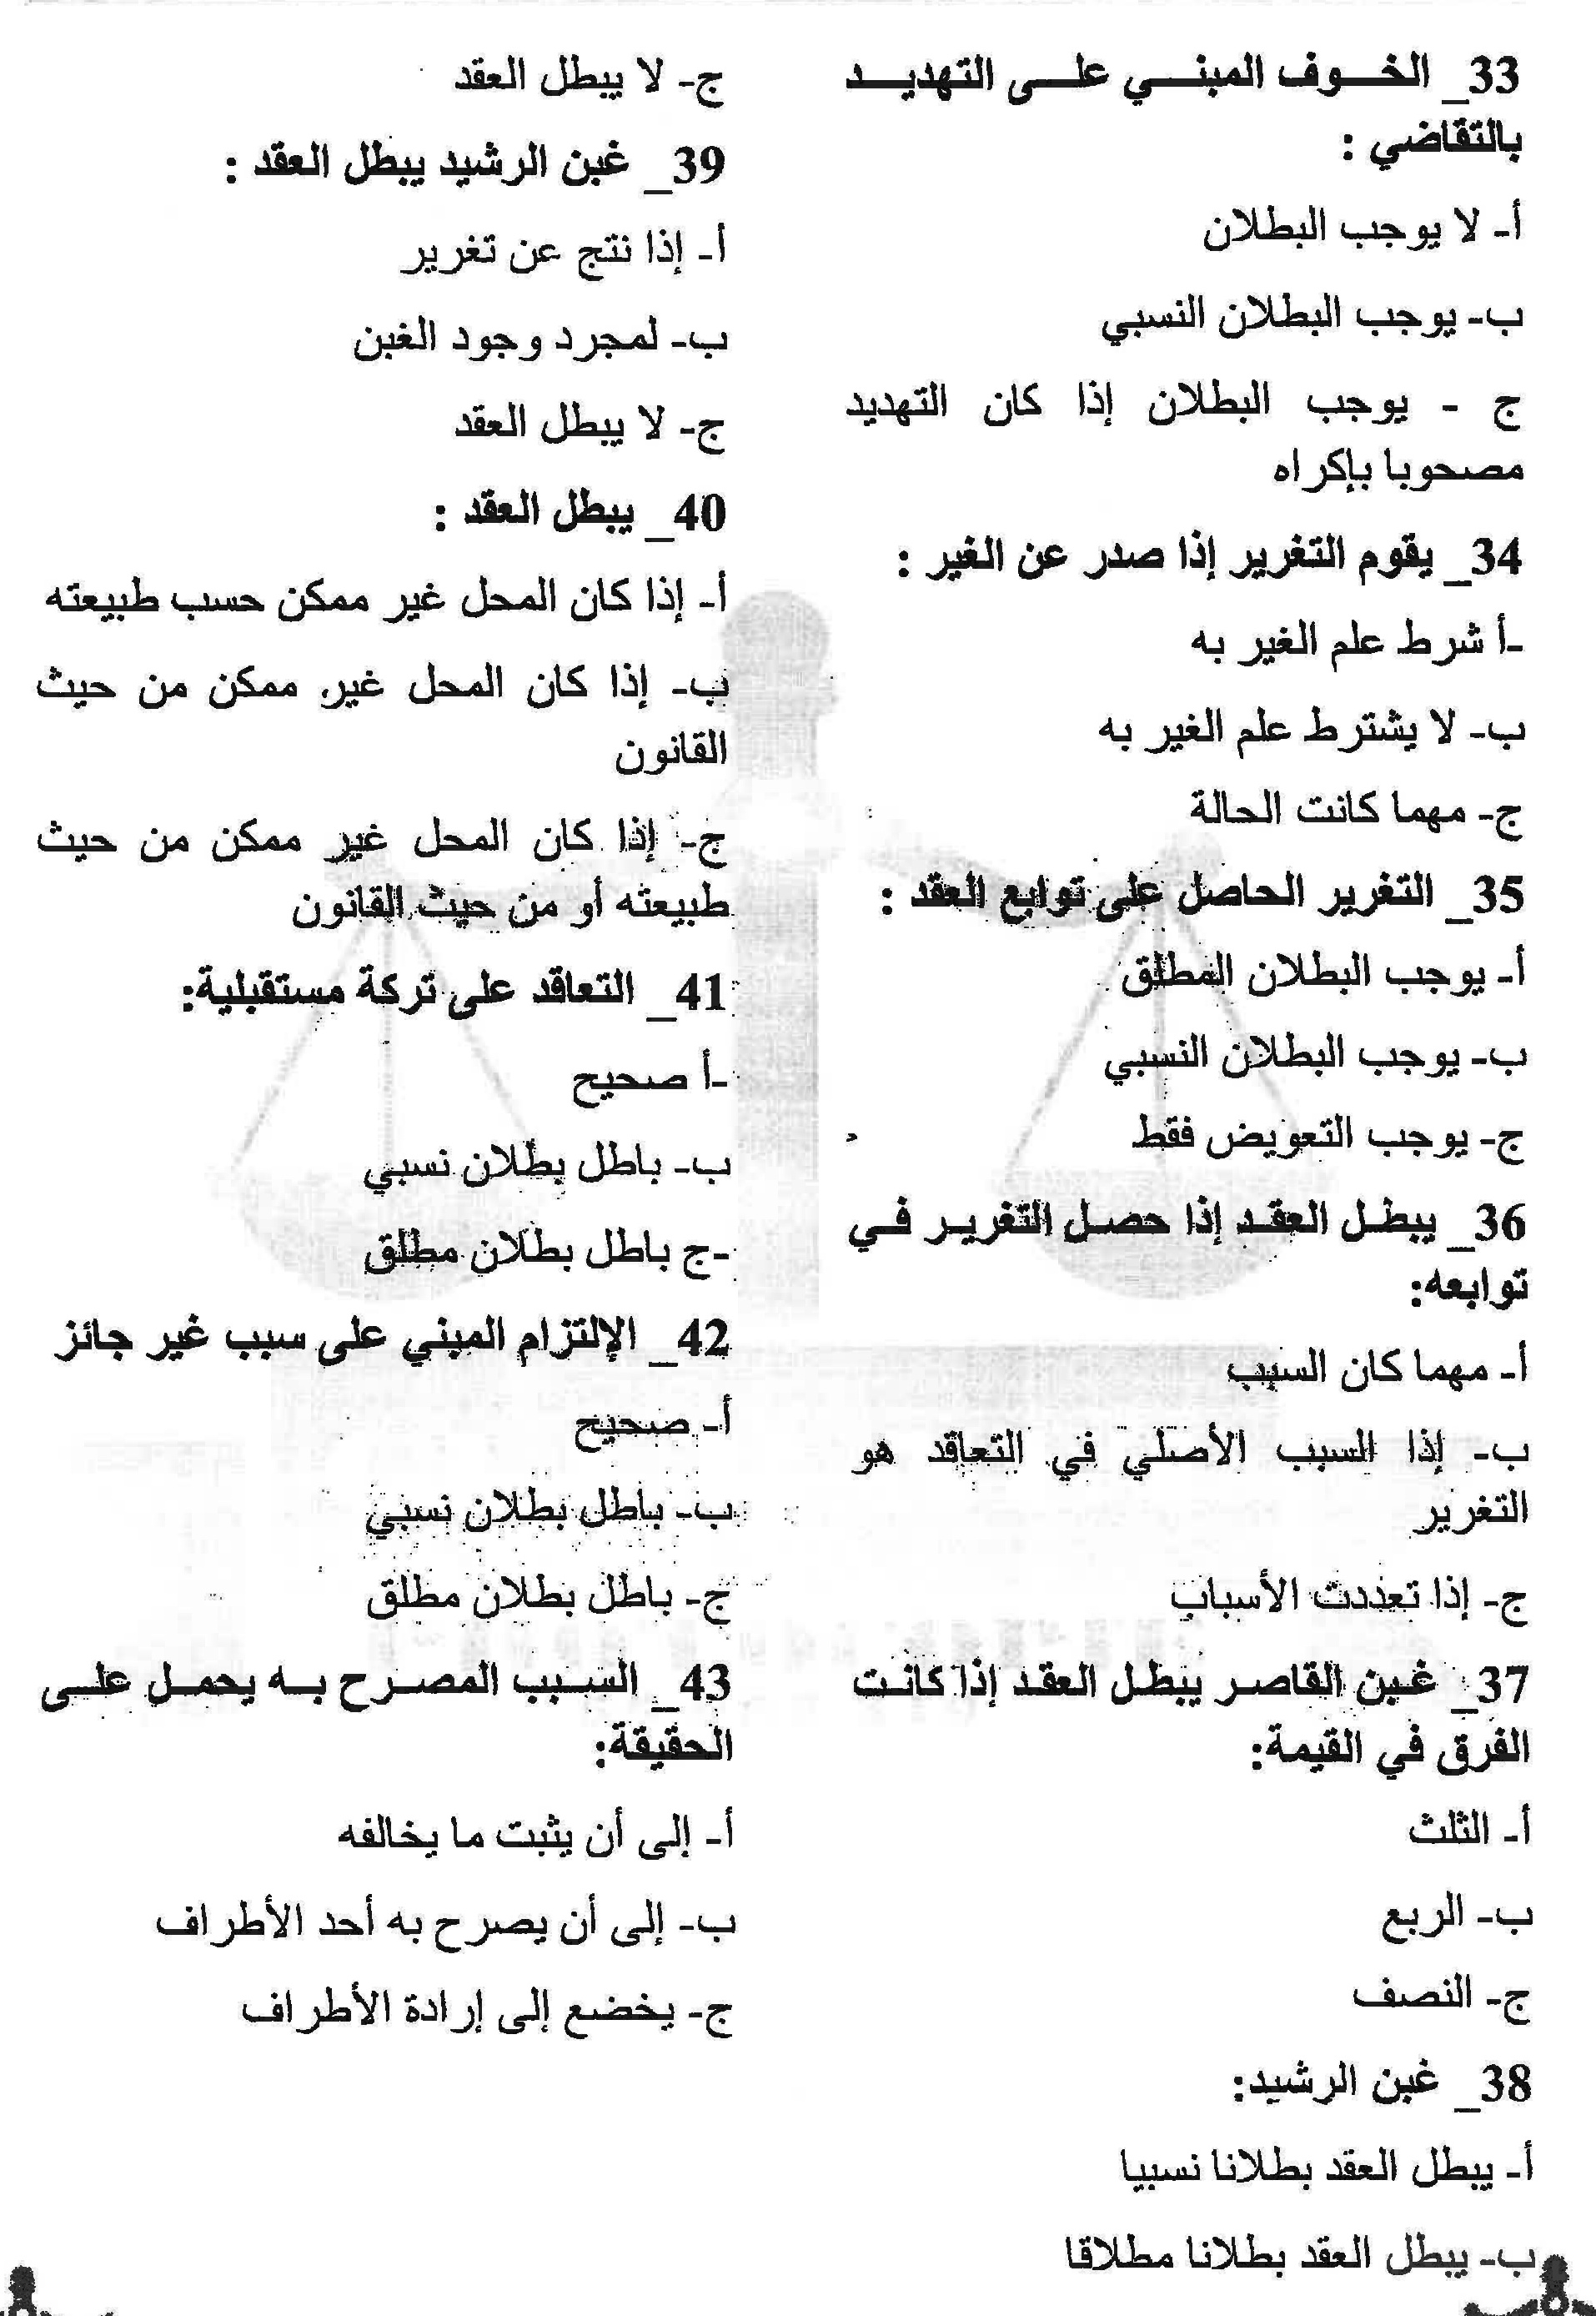 33_ الخوف المبني على التهديد
بالتقاضي :
أ- لا يوجب البطلان
ب- يوجب البطلان النسبي
ج - يوجب البطلان إذا كان التهديد
مصحوبا بإكراه
34_ يقوم التغرير إذا صدر عن الغير :
-أ شرط علم الغير به
ب- لا يشترط علم الغير به
ج- مهما كانت الحالة
35_ التغرير الحاصل على توابع العقد :
أ- يوجب البطلان المطلق
ب- يوجب البطلان النسبي
ج- يوجب التعويض فقط
36_ يبطل العقد إذا حصل التغرير في
توابعه:
أ- مهما كان السبب
ب- إذا السبب الأصلي في التعاقد هو
التغرير
ج- إذا تعددت الأسباب
37_ غبن القاصر يبطل العقد إذا كانت
الفرق في القيمة:
أ- الثلث
ب- الربع
ج- النصف
38_ غبن الرشيد:
أ- يبطل العقد بطلانا نسبيا
ب- يبطل العقد بطلانا مطلاقا
ج- لا يبطل العقد
39_ غبن الرشيد يبطل العقد :
أ- إذا نتج عن تغرير
ب- لمجرد وجود الغبن
ج- لا يبطل العقد
40_ يبطل العقد :
أ- إذا كان المحل غير ممكن حسب طبيعته
ب- إذا كان المحل غير ممكن من حيث
القانون
ج- إذا كان المحل غير ممكن من حيث
طبيعته أو من حيث القانون
41_ التعاقد على تركة مستقبلية:
-أ صحيح
ب- باطل بطلان نسبي
-ج باطل بطلان مطلق
42_ الإلتزام المبني على سبب غير جائز
أ- صحيح
ب- باطل بطلان نسبي
ج- باطل بطلان مطلق
43_ السبب المصرح به يحمل على
الحقيقة:
أ- إلى أن يثبت ما يخالفه
ب- إلى أن يصرح به أحد الأطراف
ج- يخضع إلى إرادة الأطراف